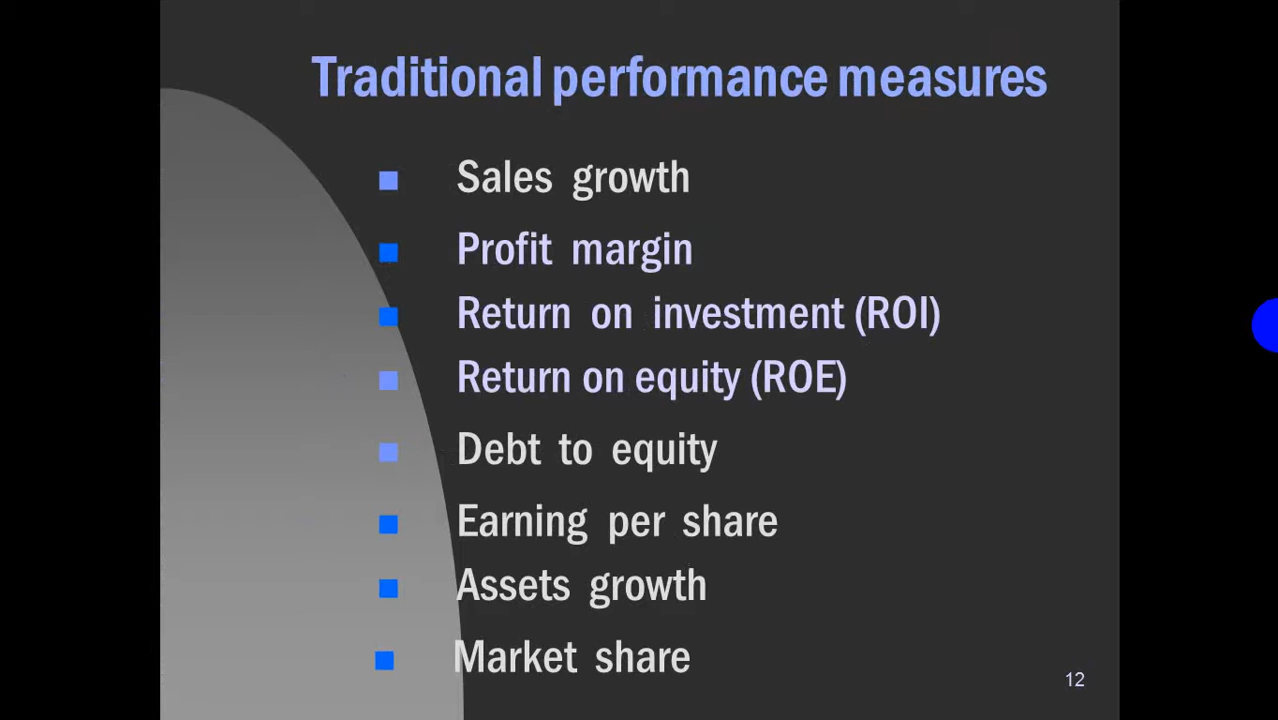 Traditional performance measures
Sales growth
Profit margin
Return on investment (ROI)
Return on equity (ROE)
Debt to equity
Earning per share
Assets growth
Market share
12